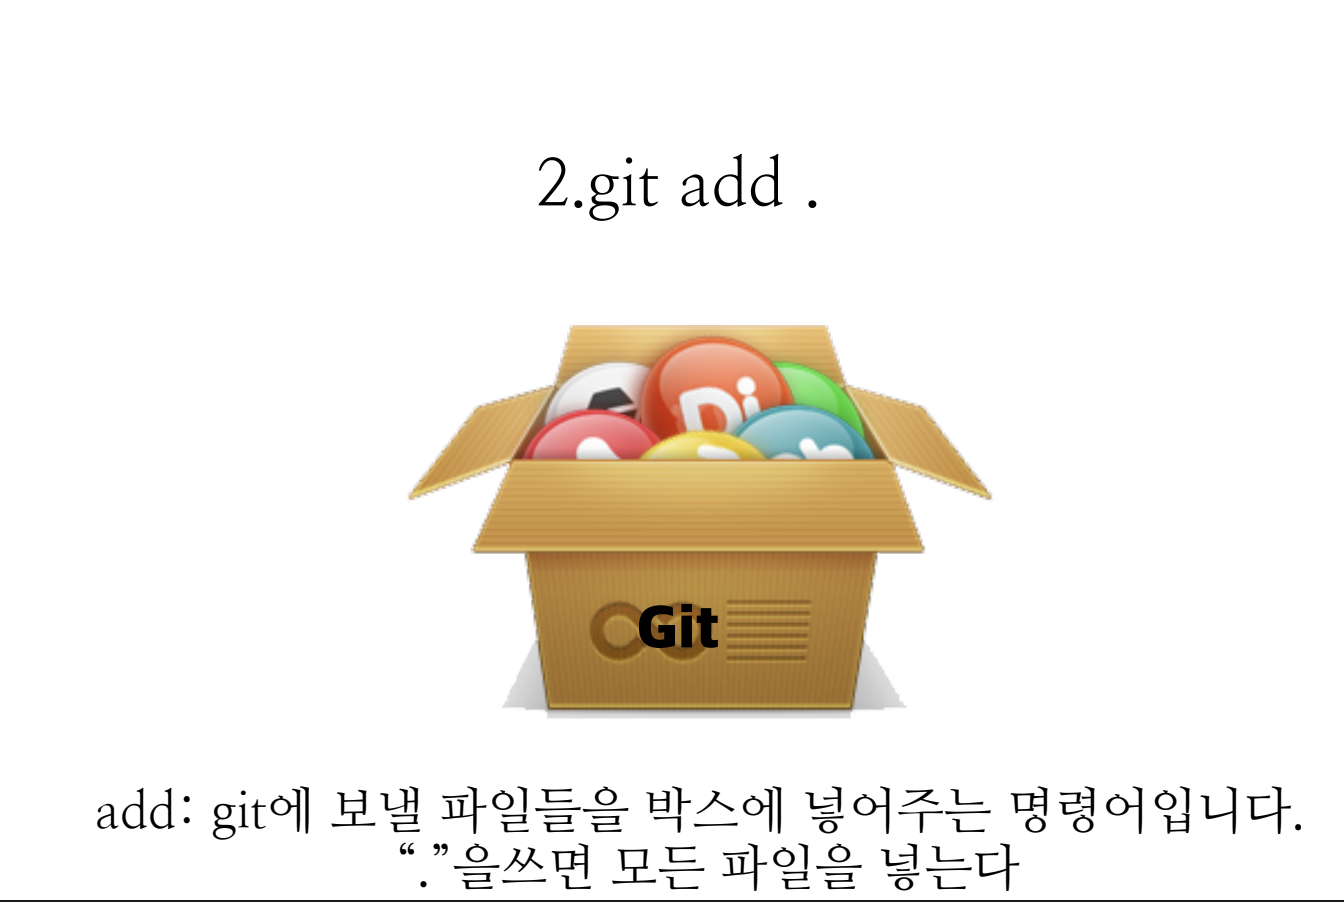 2.git add .
Di
Git
add: git에 보낼 파일들을 박스에 넣어주는 명령어입니다.
“.”을쓰면 모든 파일을 넣는다